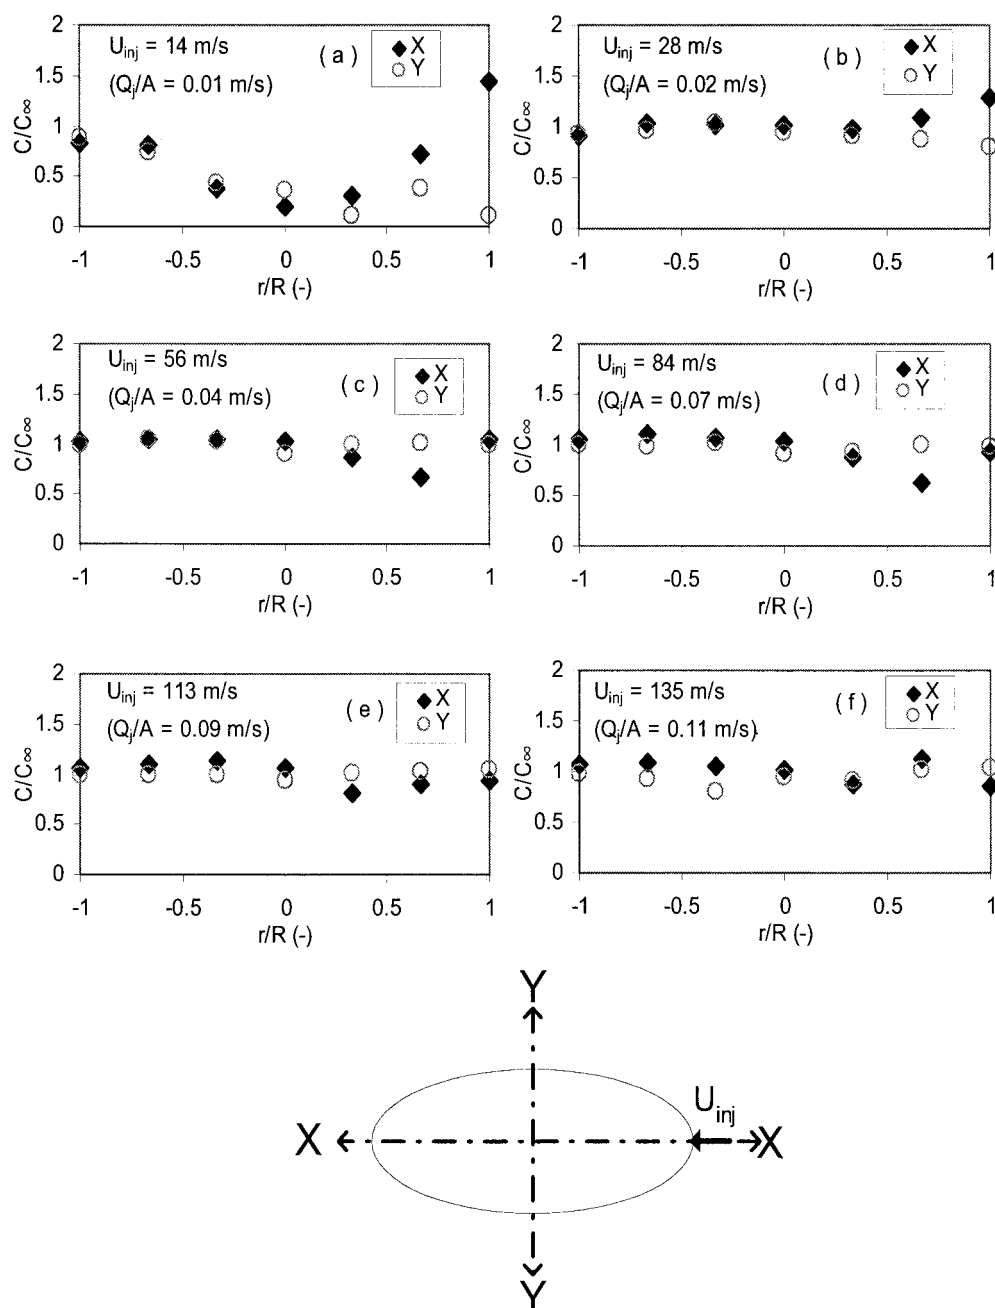 2
U_inj = 14 m/s
( a )
X
Y
1.5
(Q_j/A = 0.01 m/s)
C/C∞
1
0.5
0
-1 -0.5 0 0.5 1
r/R (-)
2
U_inj = 28 m/s
( b )
X
Y
1.5
(Q_j/A = 0.02 m/s)
C/C∞
1
0.5
0
-1 -0.5 0 0.5 1
r/R (-)
2
U_inj = 56 m/s
( c )
X
Y
1.5
(Q_j/A = 0.04 m/s)
C/C∞
1
0.5
0
-1 -0.5 0 0.5 1
r/R (-)
2
U_inj = 84 m/s
( d )
X
Y
1.5
(Q_j/A = 0.07 m/s)
C/C∞
1
0.5
0
-1 -0.5 0 0.5 1
r/R (-)
2
U_inj = 113 m/s
( e )
X
Y
1.5
(Q_j/A = 0.09 m/s)
C/C∞
1
0.5
0
-1 -0.5 0 0.5 1
r/R (-)
2
U_inj = 135 m/s
( f )
X
Y
1.5
(Q_j/A = 0.11 m/s)
C/C∞
1
0.5
0
-1 -0.5 0 0.5 1
r/R (-)
Y
U_inj
X X
Y